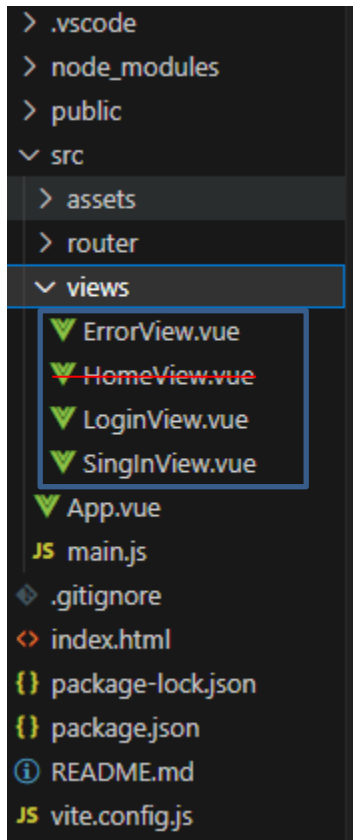 .vscode
node_modules
public
src
assets
router
views
ErrorView.vue
HomeView.vue
LoginView.vue
SingInView.vue
App.vue
JS main.js
.gitignore
index.html
{} package-lock.json
{} package.json
README.md
JS vite.config.js